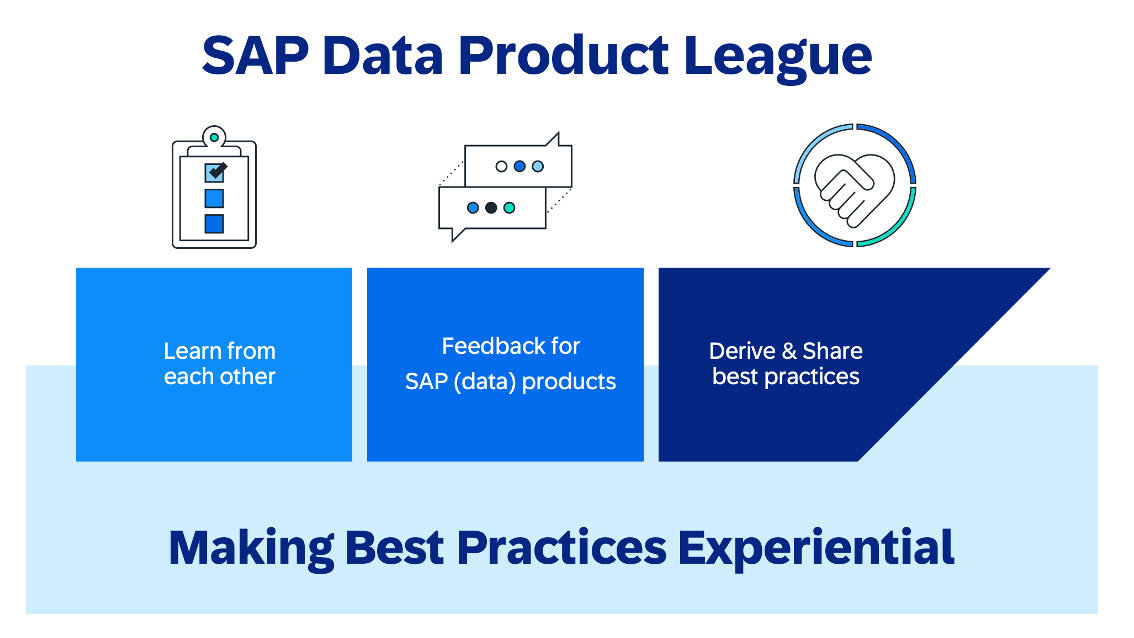 SAP Data Product League
Learn from
each other
Feedback for
SAP (data) products
Derive & Share
best practices
Making Best Practices Experiential